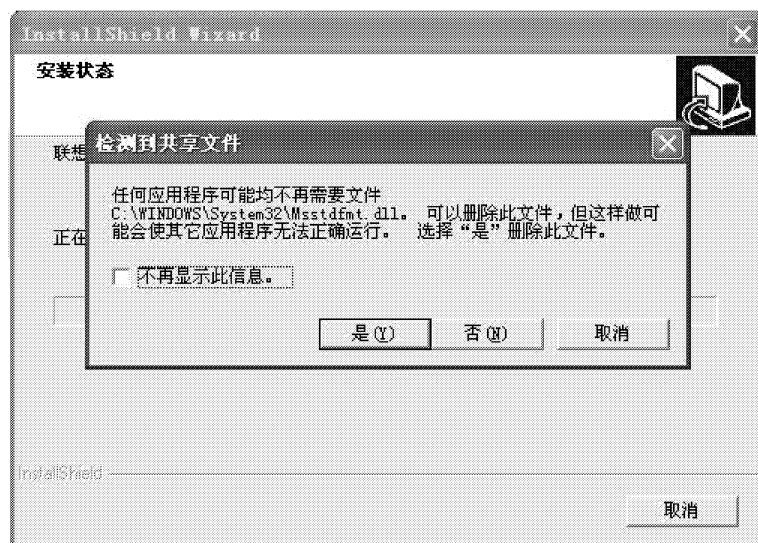 InstallShield Wizard
安装状态
联想
检测到共享文件
任何应用程序可能均不再需要文件
C:\WINDOWS\System32\Msstdfmt.dll。 可以删除此文件，但这样做可
能会使其它应用程序无法正确运行。 选择“是”删除此文件。
正在
不再显示此信息。
是(Y) 否(N) 取消
InstallShield
取消